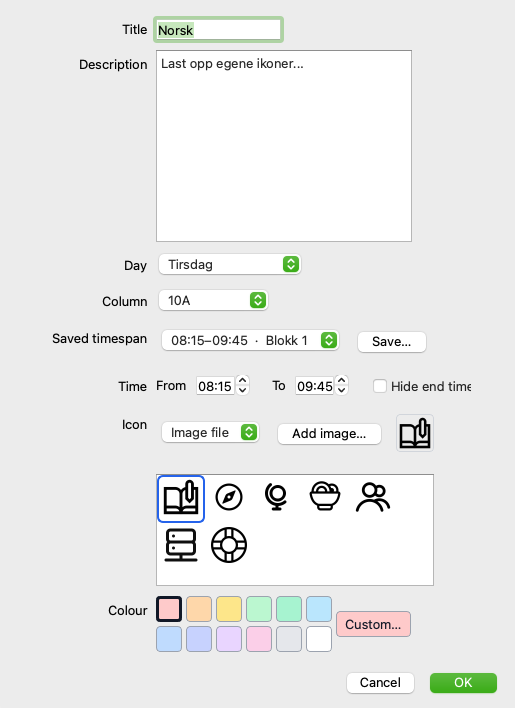 Title Norsk
Description Last opp egene ikoner...
Day Tirsdag
Column 10A
Saved timespan 08:15–09:45 · Blokk 1 Save...
Time From 08:15 To 09:45 Hide end time
Icon Image file Add image...
Colour Custom...
Cancel OK